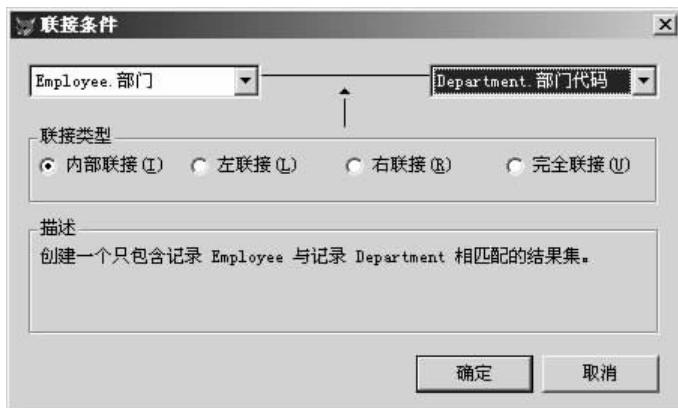 联接条件
Employee.部门 Department.部门代码
联接类型
内部联接(I) 左联接(L) 右联接(R) 完全联接(U)
描述
创建一个只包含记录 Employee 与记录 Department 相匹配的结果集。
确定 取消